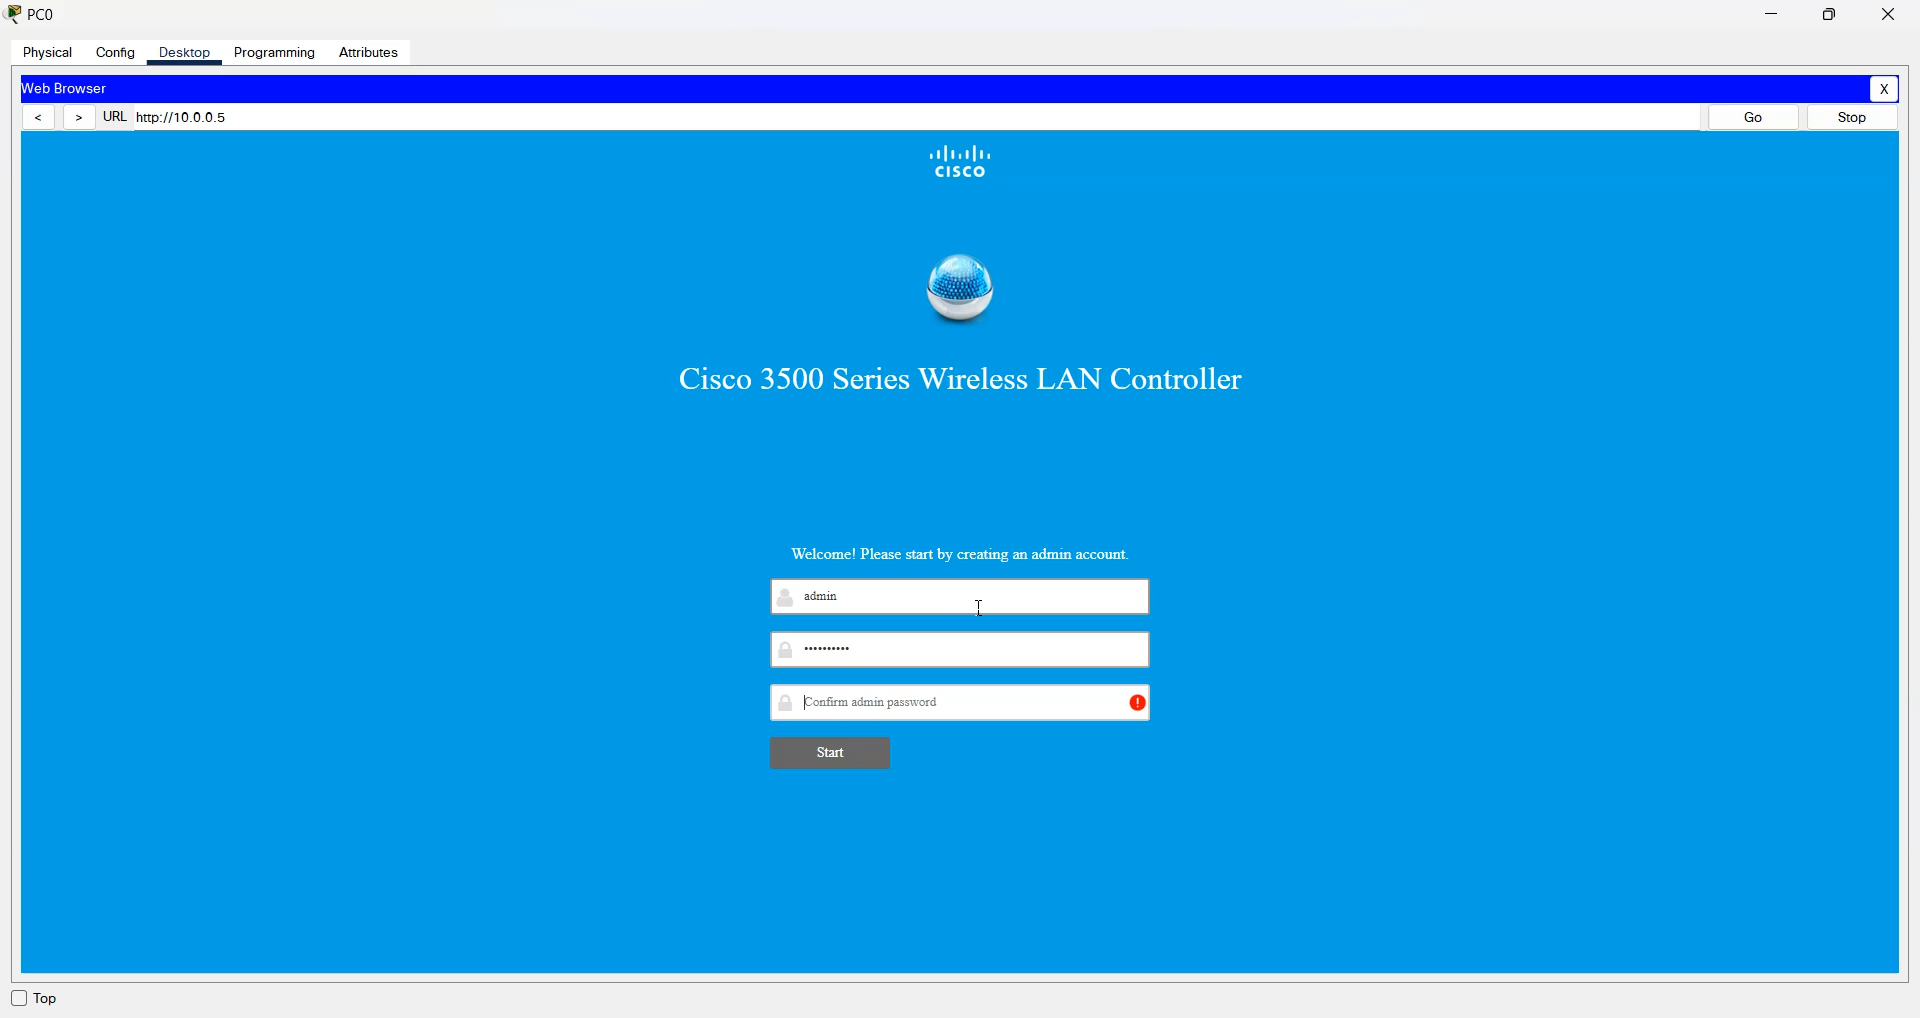 PC0
Physical Config Desktop Programming Attributes
Web Browser
X
< > URL http://10.0.0.5 Go Stop
CISCO
Cisco 3500 Series Wireless LAN Controller
Welcome! Please start by creating an admin account.
admin
••••••••••
Confirm admin password
Start
Top